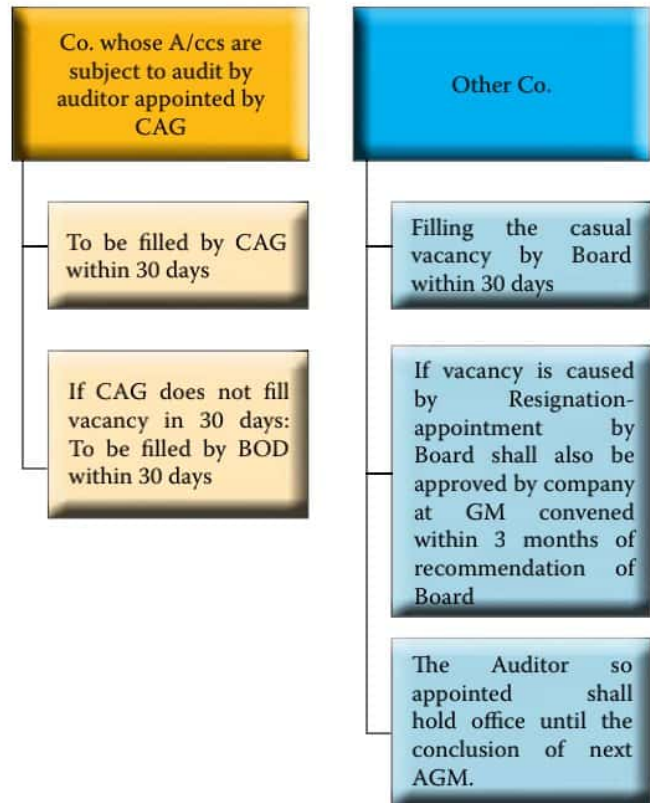 Co. whose A/ccs are
subject to audit by
auditor appointed by
CAG
To be filled by CAG
within 30 days
If CAG does not fill
vacancy in 30 days:
To be filled by BOD
within 30 days
Other Co.
Filling the casual
vacancy by Board
within 30 days
If vacancy is caused
by Resignation-
appointment by
Board shall also be
approved by company
at GM convened
within 3 months of
recommendation of
Board
The Auditor so
appointed shall
hold office until the
conclusion of next
AGM.